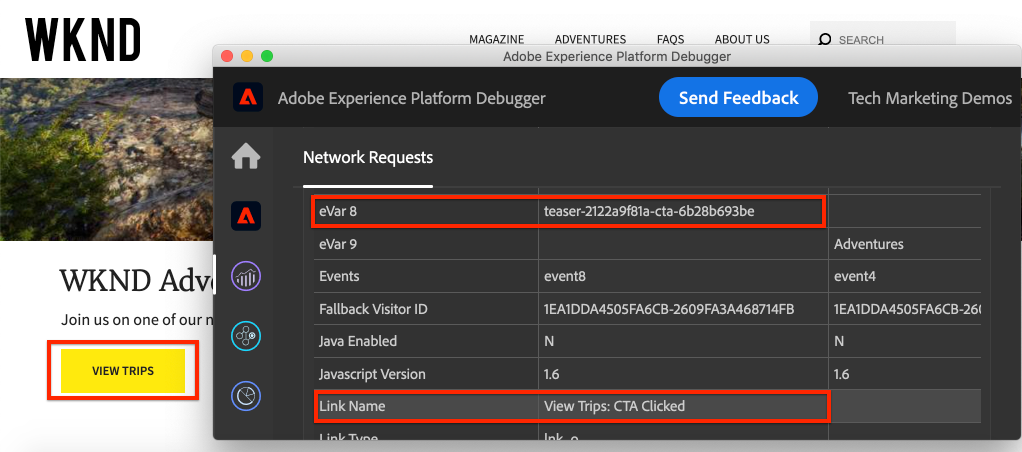 WKND
MAGAZINE ADVENTURES FAQS ABOUT US SEARCH
Adobe Experience Platform Debugger
Adobe Experience Platform Debugger Send Feedback Tech Marketing Demos
Network Requests
eVar 8 teaser-2122a9f81a-cta-6b28b693be
eVar 9 Adventures
Events event8 event4
Fallback Visitor ID 1EA1DDA4505FA6CB-2609FA3A468714FB 1EA1DDA4505FA6CB-260
Java Enabled N N
Javascript Version 1.6 1.6
Link Name View Trips: CTA Clicked
Link Type lnk_o
WKND Adve
Join us on one of our n
VIEW TRIPS